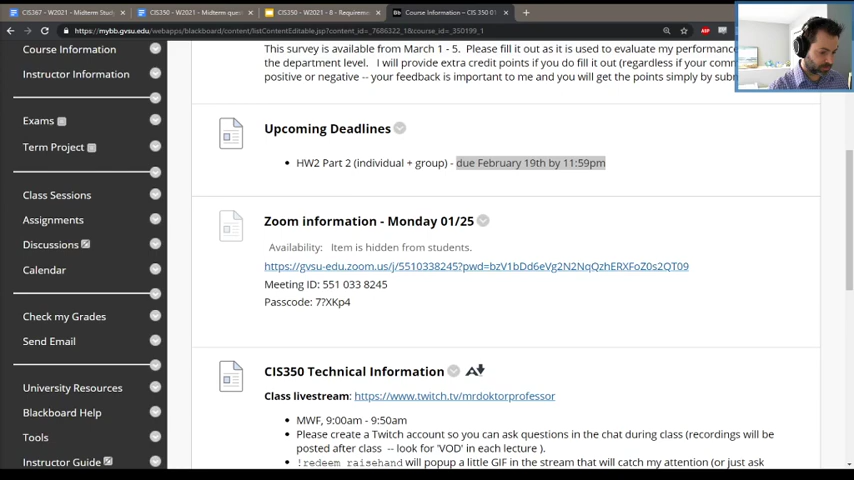 CIS367 - W2021 - Midterm Stud
CIS350 - W2021 - Midterm ques
CIS350 - W2021 - 8 - Requirem
Course Information – CIS 350 01
https://mybb.gvsu.edu/webapps/blackboard/content/listContentEditable.jsp?content_id=_7686322_1&course_id=_350199_1
Course Information
Instructor Information
Exams
Term Project
Class Sessions
Assignments
Discussions
Calendar
Check my Grades
Send Email
University Resources
Blackboard Help
Tools
Instructor Guide
This survey is available from March 1 - 5. Please fill it out as it is used to evaluate my performance
the department level. I will provide extra credit points if you do fill it out (regardless if your com
positive or negative -- your feedback is important to me and you will get the points simply by sub
Upcoming Deadlines
• HW2 Part 2 (individual + group) - due February 19th by 11:59pm
Zoom information - Monday 01/25
Availability: Item is hidden from students.
https://gvsu-edu.zoom.us/j/5510338245?pwd=bzV1bDd6eVg2N2NqQzhERXFoZ0s2QT09
Meeting ID: 551 033 8245
Passcode: 7?XKp4
CIS350 Technical Information
Class livestream: https://www.twitch.tv/mrdoktorprofessor
• MWF, 9:00am - 9:50am
• Please create a Twitch account so you can ask questions in the chat during class (recordings will be
posted after class -- look for 'VOD' in each lecture ).
• !redeem raisehand will popup a little GIF in the stream that will catch my attention (or just ask